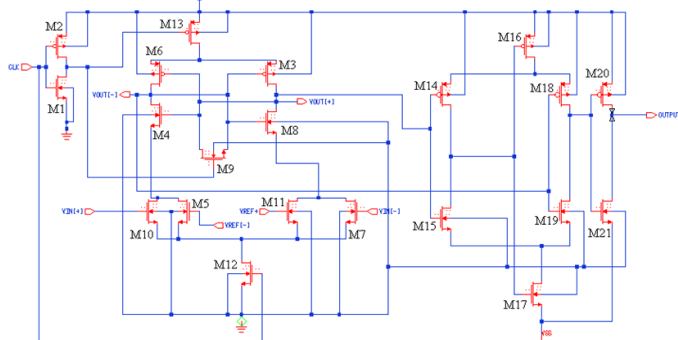 M13
M2
M16
CLK
M6
M3
M14
M18
M20
VOUT[-]
VOUT[+]
M1
M4
M8
OUTPUT
M9
VIN[+]
M5
M11
VREF+
VIN[-]
VREF[-]
M10
M7
M15
M19
M21
M12
M17
VSS